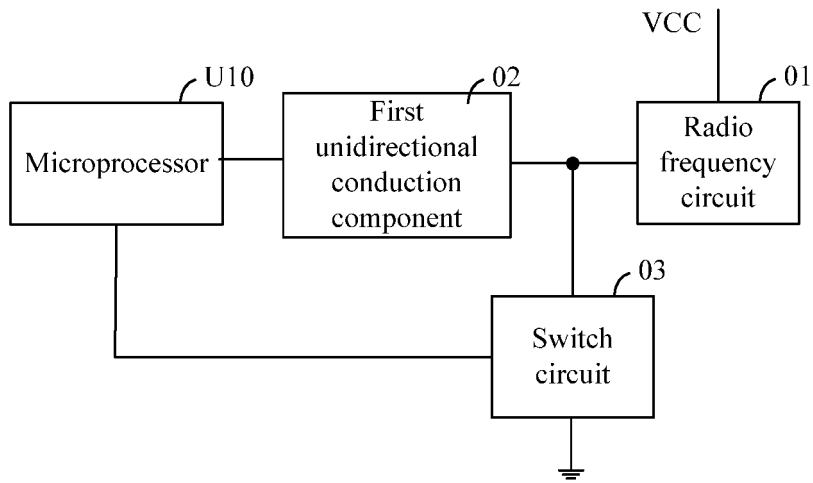 VCC
U10
02
01
Microprocessor
First
unidirectional
conduction
component
Radio
frequency
circuit
03
Switch
circuit